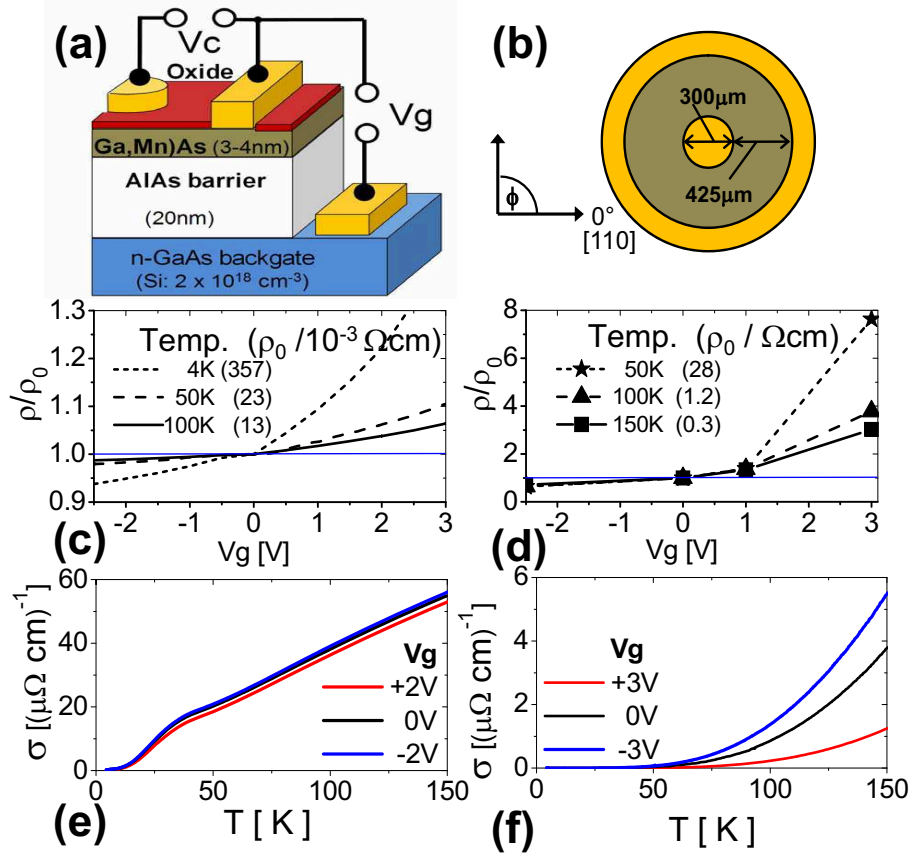 (a)
Vc
Oxide
Vg
Ga,Mn)As (3-4nm)
AlAs barrier
(20nm)
n-GaAs backgate
(Si: 2 x 10¹⁸ cm⁻³)
(b)
300μm
425μm
ϕ
0°
[110]
1.3
1.2
1.1
1.0
0.9
ρ/ρ₀
Temp. (ρ₀ /10⁻³ Ωcm)
4K (357)
50K (23)
100K (13)
-2 -1 0 1 2 3
(c)
Vg [V]
8
6
4
2
0
ρ/ρ₀
Temp. (ρ₀ / Ωcm)
50K (28)
100K (1.2)
150K (0.3)
-2 -1 0 1 2 3
(d)
Vg [V]
60
40
20
0
σ [(μΩ cm)⁻¹
Vg
+2V
0V
-2V
0 50 100 150
(e)
T [ K ]
6
4
2
0
σ [(μΩ cm)⁻¹
Vg
+3V
0V
-3V
0 50 100 150
(f)
T [ K ]